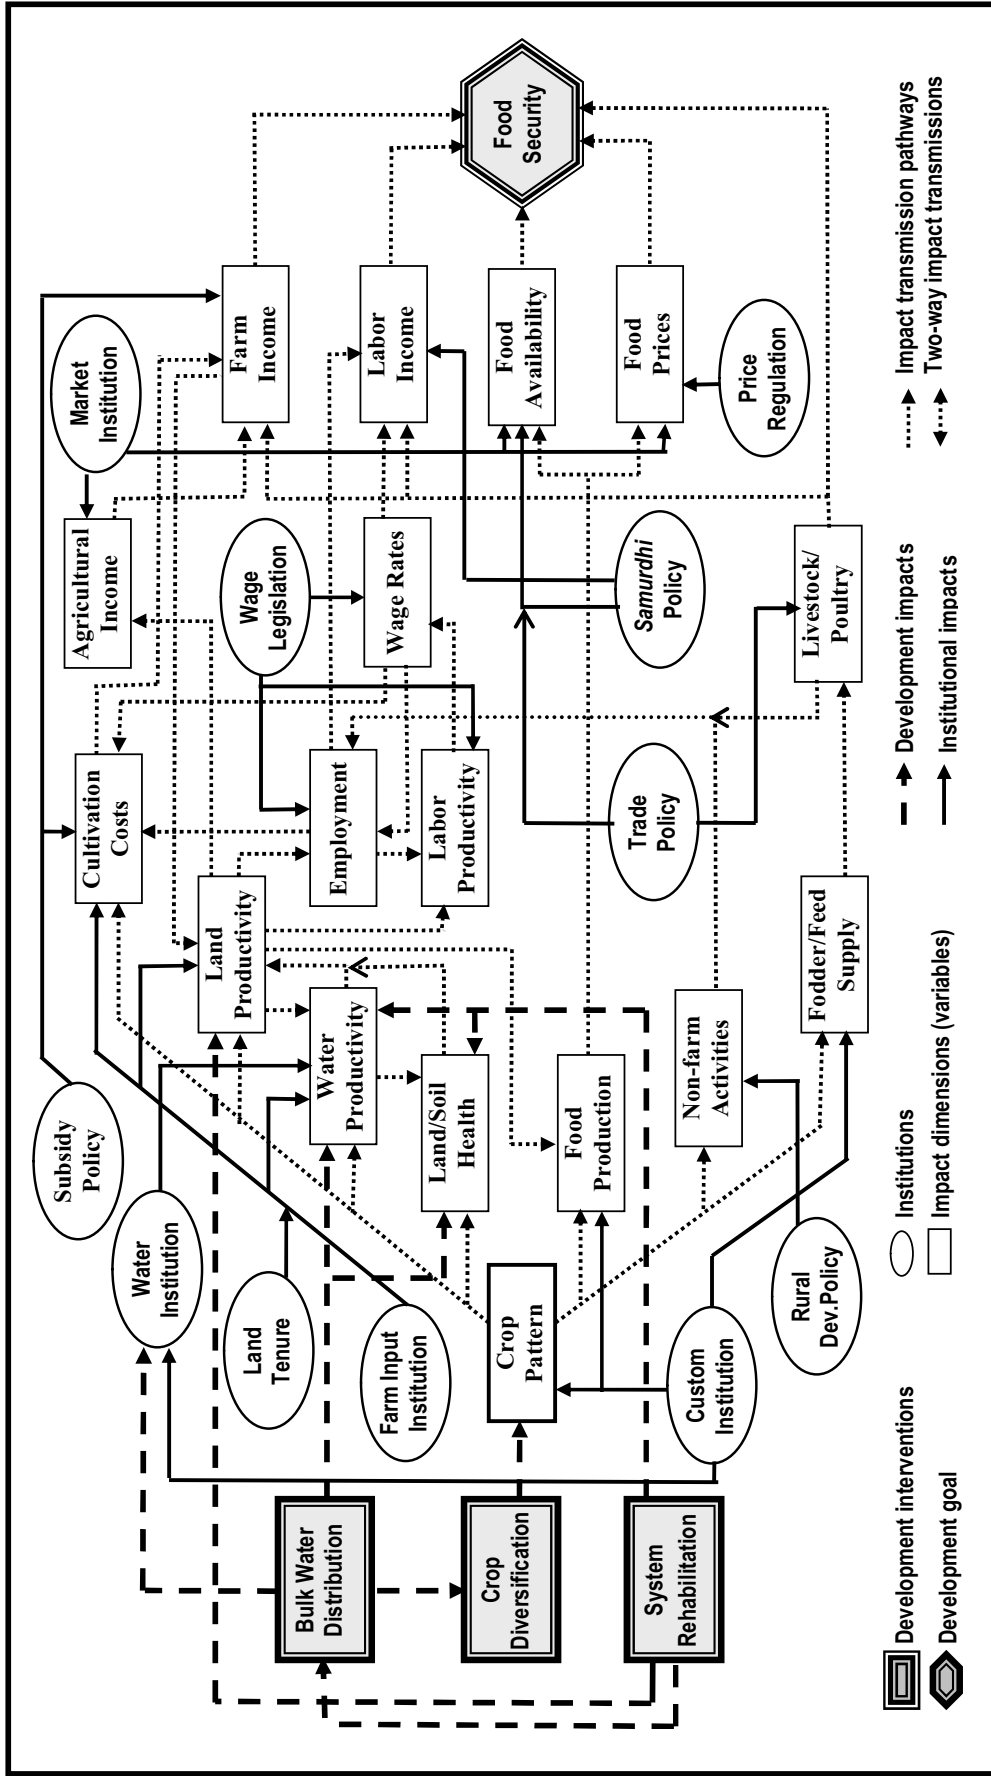 Market
Institution
Subsidy
Policy
Agricultural
Income
Cultivation
Costs
Water
Institution
Farm
Income
Wage
Legislation
Land
Productivity
Land
Tenure
Bulk Water
Distribution
Employment
Water
Productivity
Labor
Income
Wage Rates
Farm Input
Institution
Labor
Productivity
Land/Soil
Health
Food
Security
Food
Availability
Crop
Pattern
Crop
Diversification
Food
Production
Food
Prices
Samurdhi
Policy
Trade
Policy
Non-farm
Activities
Custom
Institution
System
Rehabilitation
Price
Regulation
Livestock/
Poultry
Fodder/Feed
Supply
Rural
Dev.Policy
Development interventions
Development goal
Institutions
Impact dimensions (variables)
Development impacts
Institutional impacts
Impact transmission pathways
Two-way impact transmissions